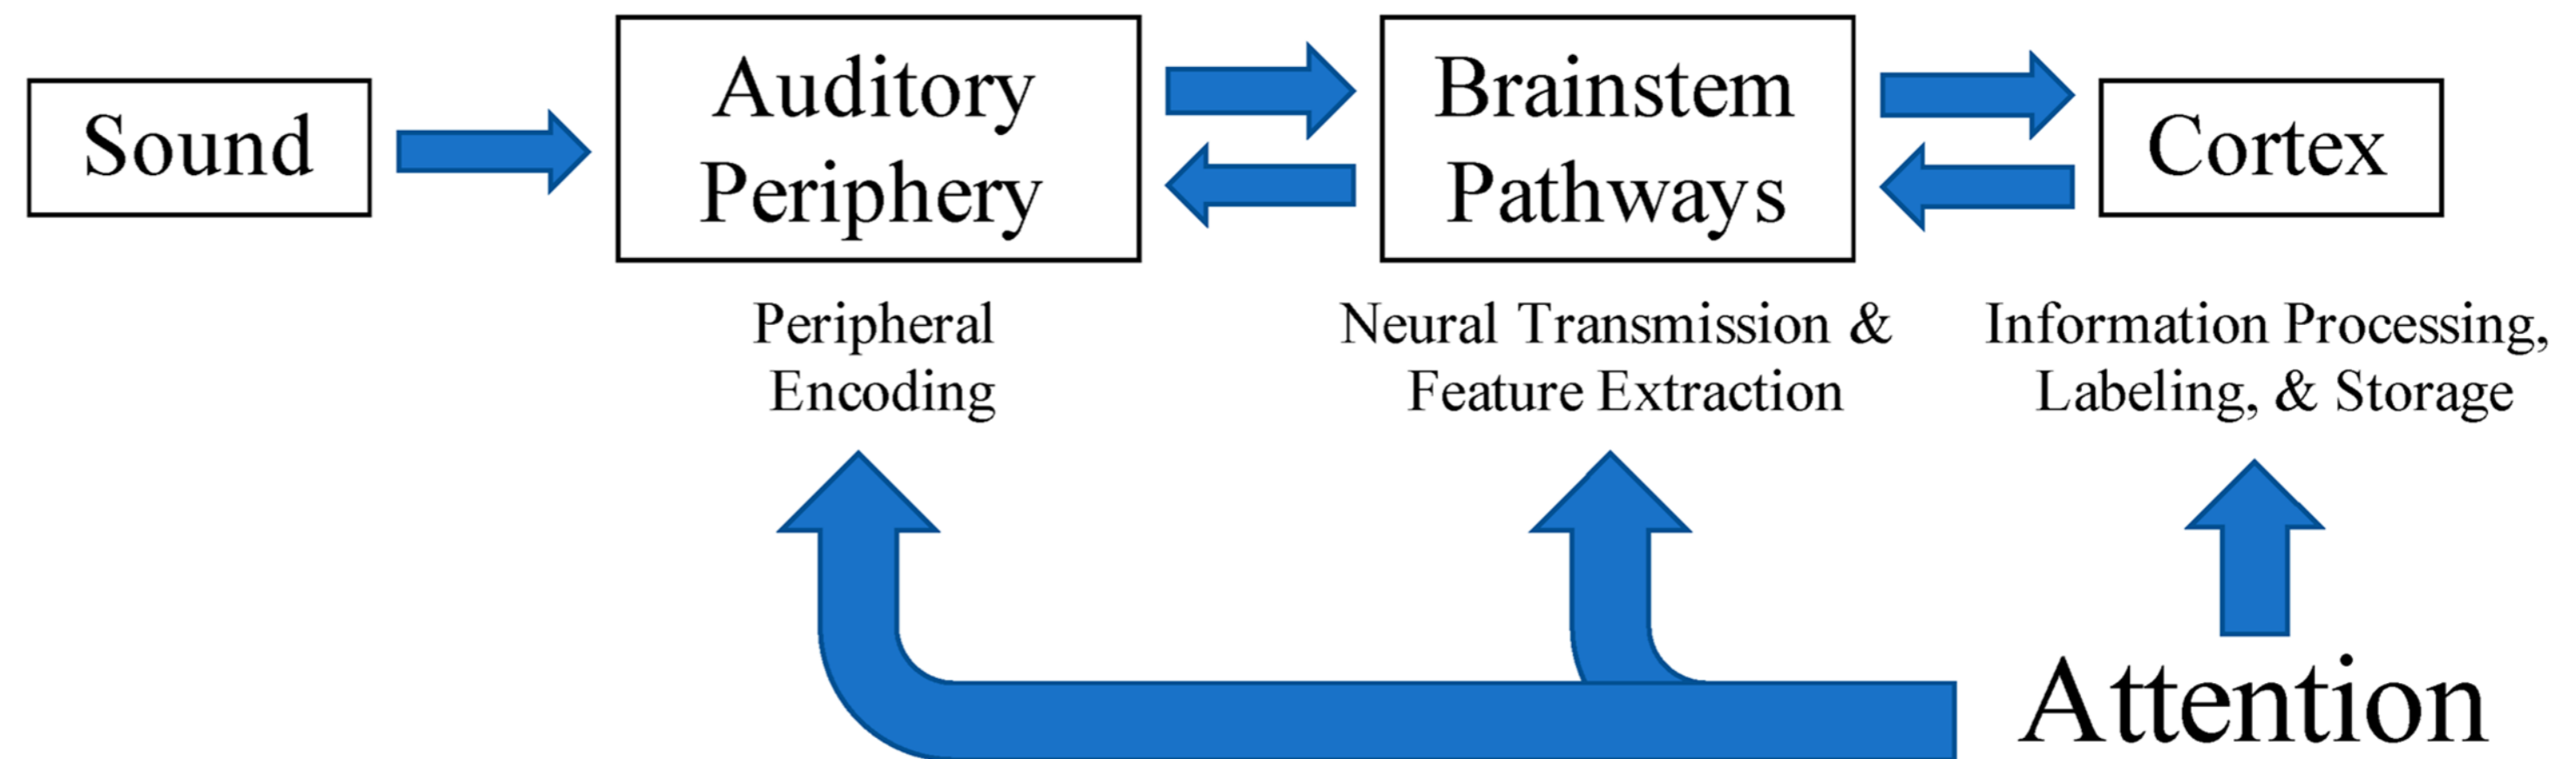 Sound
Auditory
Periphery
Brainstem
Pathways
Cortex
Peripheral
Encoding
Neural Transmission &
Feature Extraction
Information Processing,
Labeling, & Storage
Attention